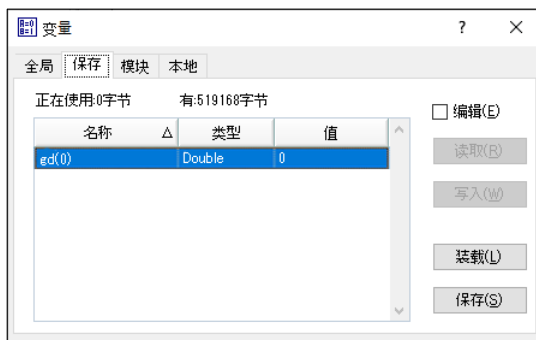 变量
全局 保存 模块 本地
正在使用:0字节 有:519168字节
编辑(E)
名称 类型 值
gd(0) Double 0
读取(R)
写入(W)
装载(L)
保存(S)